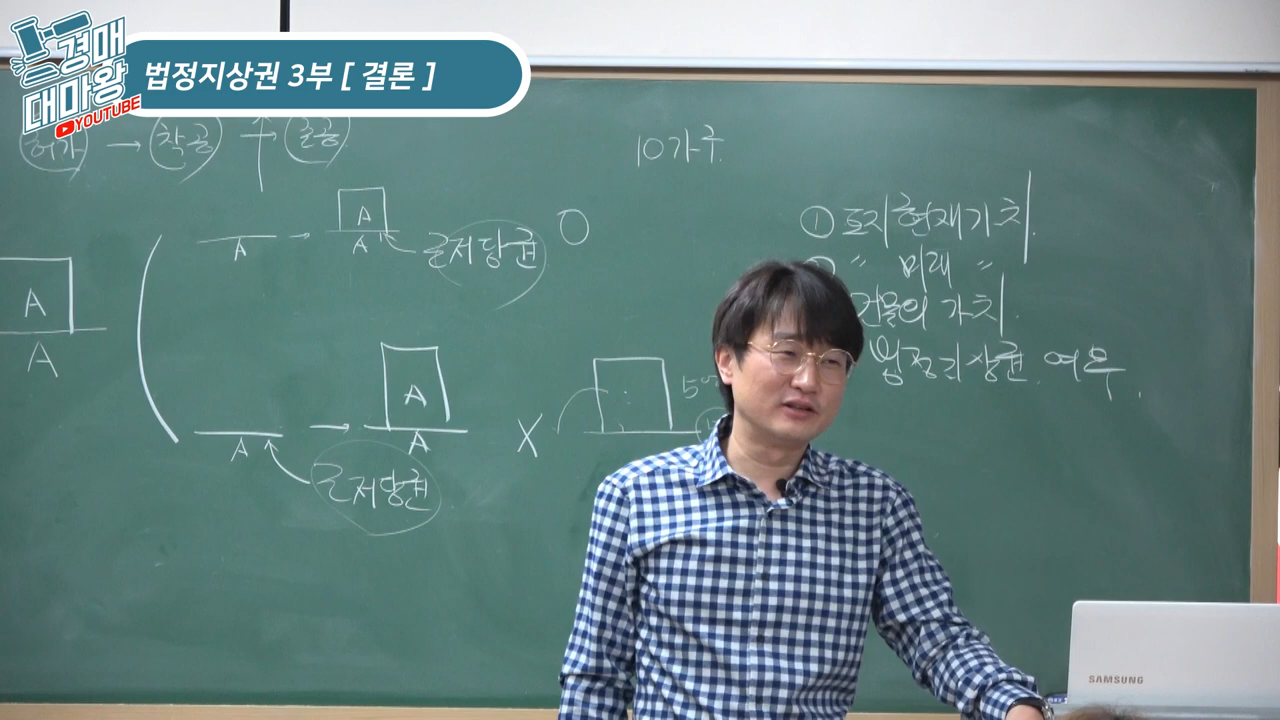 경매
대마왕
YOUTUBE
법정지상권 3부 [ 결론 ]
허가 → 착공 → 준공
10가구
A
A
A
A
A
근저당권
○
A
A
A
근저당권
X
① 토지현재가치.
〃 미래 〃
건물의 가치.
법정지상권 여부.
SAMSUNG